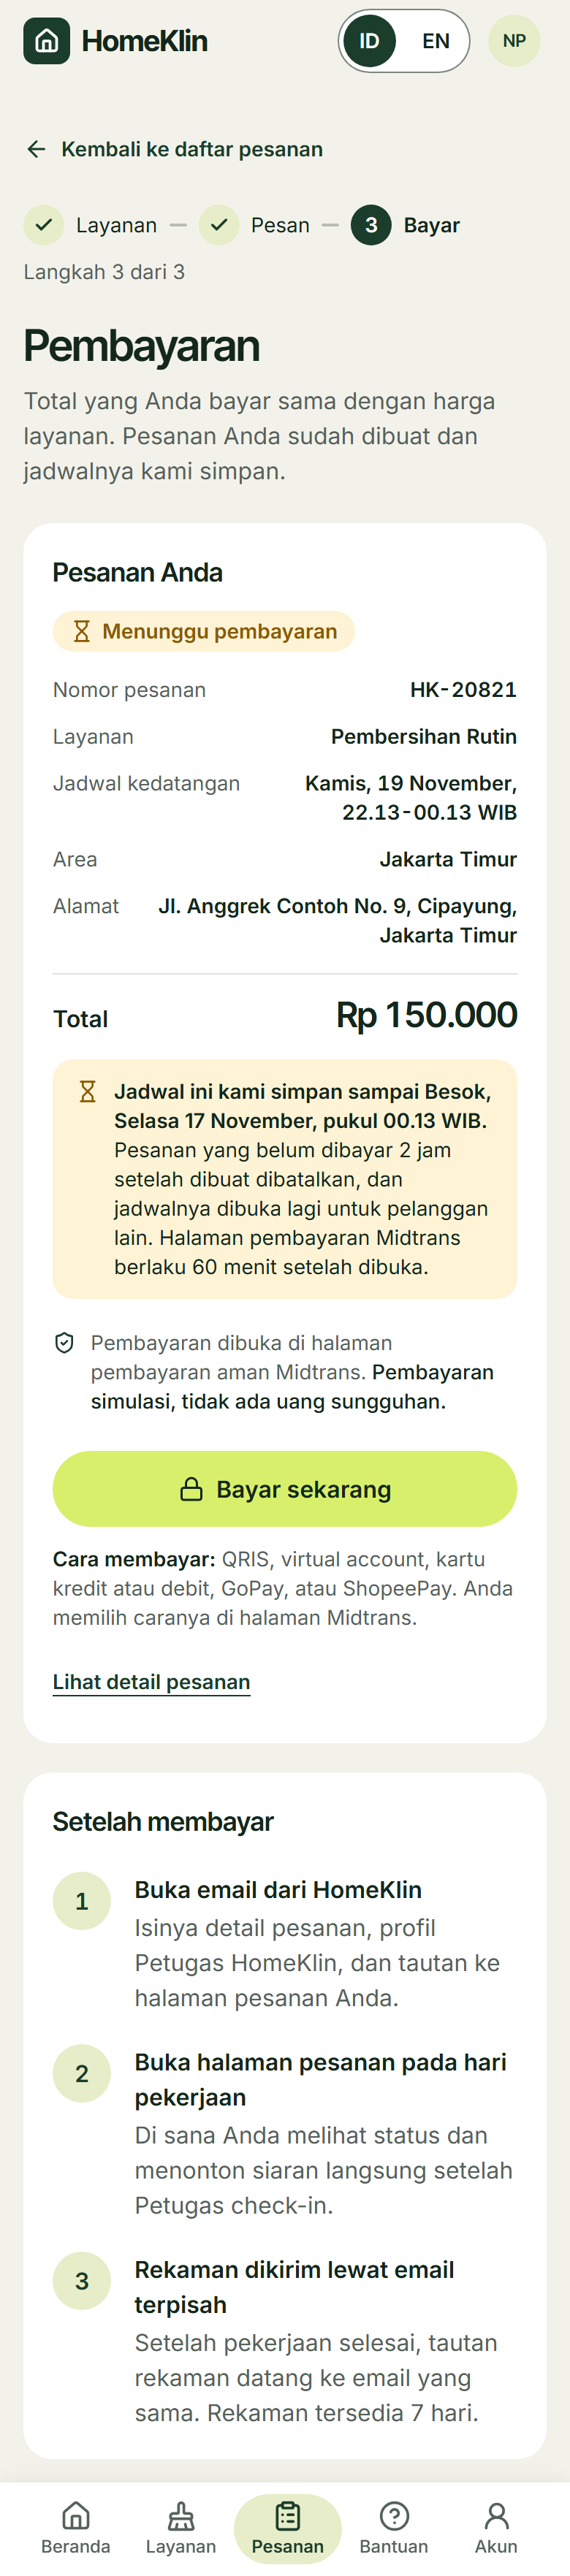 HomeKlin
ID EN NP
Kembali ke daftar pesanan
Layanan — Pesan — 3 Bayar
Langkah 3 dari 3
Pembayaran
Total yang Anda bayar sama dengan harga
layanan. Pesanan Anda sudah dibuat dan
jadwalnya kami simpan.
Pesanan Anda
Menunggu pembayaran
Nomor pesanan HK-20821
Layanan Pembersihan Rutin
Jadwal kedatangan Kamis, 19 November,
22.13-00.13 WIB
Area Jakarta Timur
Alamat Jl. Anggrek Contoh No. 9, Cipayung,
Jakarta Timur
Total Rp 150.000
Jadwal ini kami simpan sampai Besok,
Selasa 17 November, pukul 00.13 WIB.
Pesanan yang belum dibayar 2 jam
setelah dibuat dibatalkan, dan
jadwalnya dibuka lagi untuk pelanggan
lain. Halaman pembayaran Midtrans
berlaku 60 menit setelah dibuka.
Pembayaran dibuka di halaman
pembayaran aman Midtrans. Pembayaran
simulasi, tidak ada uang sungguhan.
Bayar sekarang
Cara membayar: QRIS, virtual account, kartu
kredit atau debit, GoPay, atau ShopeePay. Anda
memilih caranya di halaman Midtrans.
Lihat detail pesanan
Setelah membayar
1 Buka email dari HomeKlin
Isinya detail pesanan, profil
Petugas HomeKlin, dan tautan ke
halaman pesanan Anda.
2 Buka halaman pesanan pada hari
pekerjaan
Di sana Anda melihat status dan
menonton siaran langsung setelah
Petugas check-in.
3 Rekaman dikirim lewat email
terpisah
Setelah pekerjaan selesai, tautan
rekaman datang ke email yang
sama. Rekaman tersedia 7 hari.
Beranda Layanan Pesanan Bantuan Akun